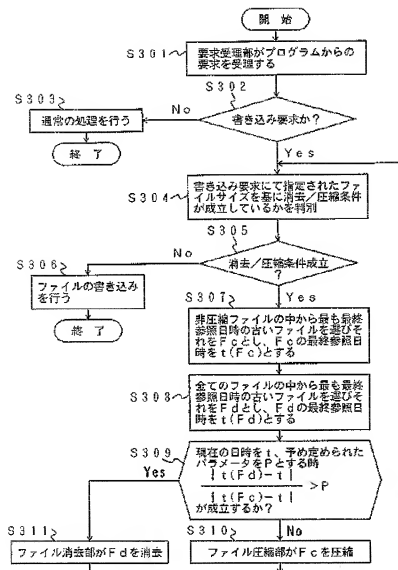 開 始
S301
要求受理部がプログラムからの
要求を受理する
S302
書き込み要求か?
No
S303
通常の処理を行う
終 了
Yes
S304
書き込み要求にて指定されたファ
イルサイズを基に消去/圧縮条件
が成立しているかを判別
S305
消去/圧縮条件成立
?
No
S306
ファイルの書き込み
を行う
終 了
Yes
S307
非圧縮ファイルの中から最も最終
参照日時の古いファイルを選び
それをFcとし、Fcの最終参照日
時をt(Fc)とする
S308
全てのファイルの中から最も最終
参照日時の古いファイルを選び
それをFdとし、Fdの最終参照日
時をt(Fd)とする
S309
現在の日時をt、予め定められた
パラメータをPとする時
|t(Fd)-t|
|t(Fc)-t|
>P
が成立するか?
Yes
No
S311
ファイル消去部がFdを消去
S310
ファイル圧縮部がFcを圧縮